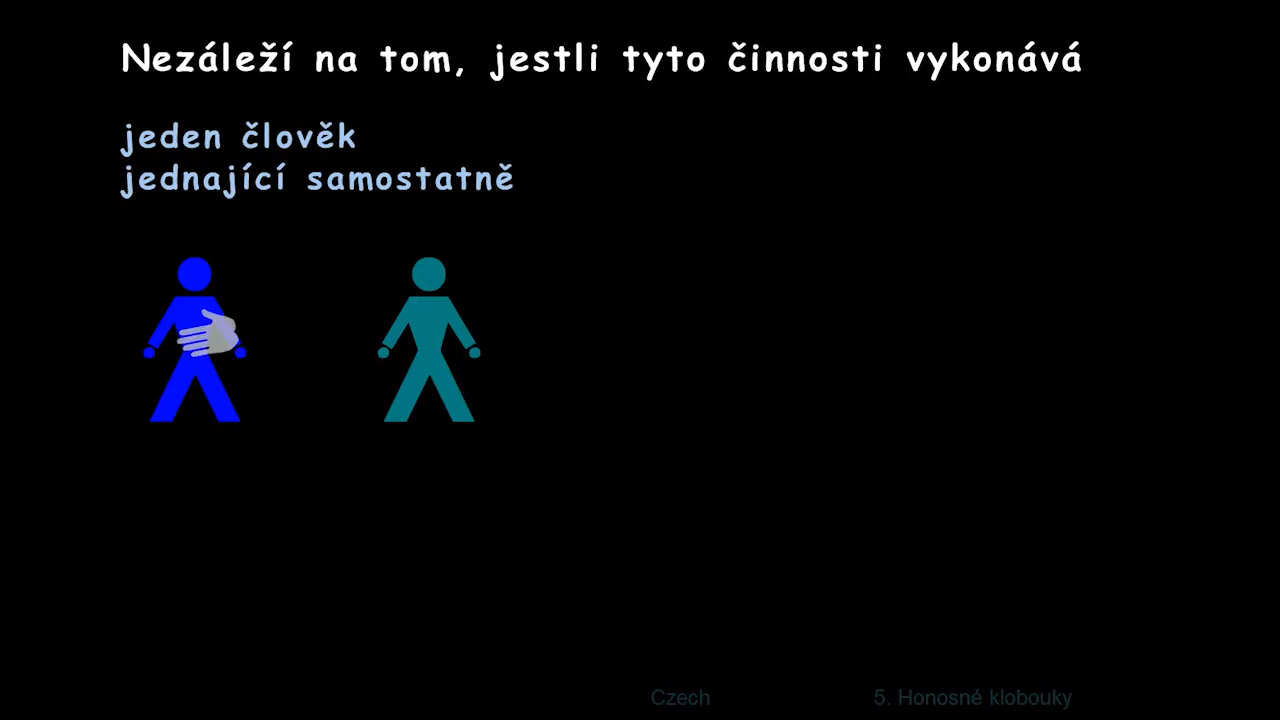 Nezáleží na tom, jestli tyto činnosti vykonává
jeden člověk
jednající samostatně
Czech
5. Honosné klobouky